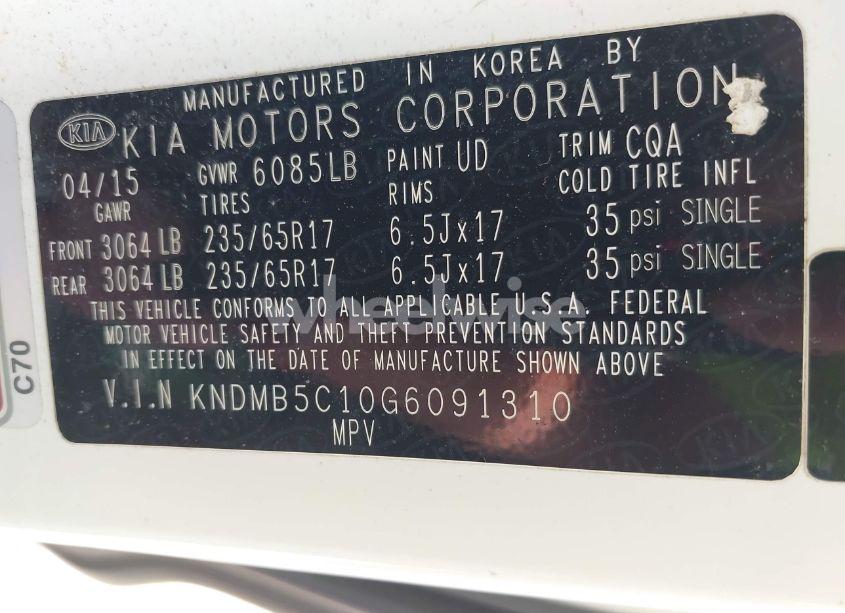 MANUFACTURED IN KOREA BY
KIA KIA MOTORS CORPORATION
04/15 GVWR 6085LB PAINT UD TRIM CQA
GAWR TIRES RIMS COLD TIRE INFL
FRONT 3064 LB 235/65R17 6.5Jx17 35 psi SINGLE
REAR 3064 LB 235/65R17 6.5Jx17 35 psi SINGLE
THIS VEHICLE CONFORMS TO ALL APPLICABLE U.S.A. FEDERAL
MOTOR VEHICLE SAFETY AND THEFT PREVENTION STANDARDS
IN EFFECT ON THE DATE OF MANUFACTURE SHOWN ABOVE
V.I.N KNDMB5C10G6091310
MPV
C70
wheelwise